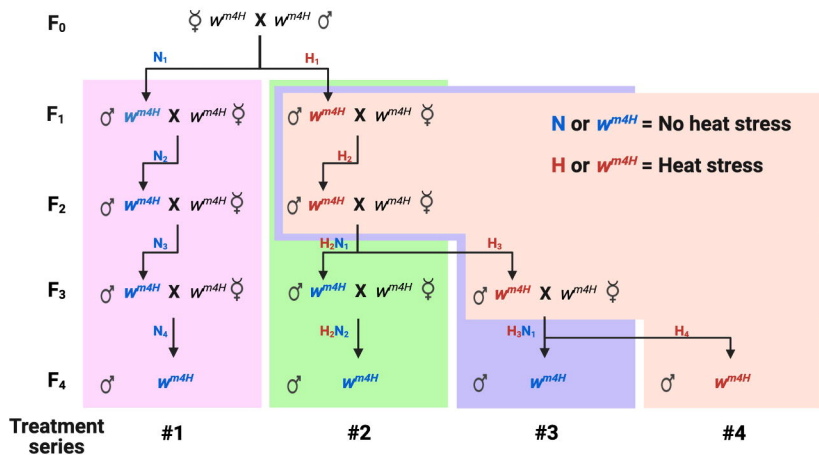 F₀ ☿ wᵐ⁴ᴴ X wᵐ⁴ᴴ ♂
N₁ H₁
F₁ ♂ wᵐ⁴ᴴ X wᵐ⁴ᴴ ☿ ♂ wᵐ⁴ᴴ X wᵐ⁴ᴴ ☿
N or wᵐ⁴ᴴ = No heat stress
N₂ H₂
H or wᵐ⁴ᴴ = Heat stress
F₂ ♂ wᵐ⁴ᴴ X wᵐ⁴ᴴ ☿ ♂ wᵐ⁴ᴴ X wᵐ⁴ᴴ ☿
N₃ H₂N₁ H₃
F₃ ♂ wᵐ⁴ᴴ X wᵐ⁴ᴴ ☿ ♂ wᵐ⁴ᴴ X wᵐ⁴ᴴ ☿ ♂ wᵐ⁴ᴴ X wᵐ⁴ᴴ ☿
N₄ H₂N₂ H₃N₁ H₄
F₄ ♂ wᵐ⁴ᴴ ♂ wᵐ⁴ᴴ ♂ wᵐ⁴ᴴ ♂ wᵐ⁴ᴴ
Treatment
series #1 #2 #3 #4